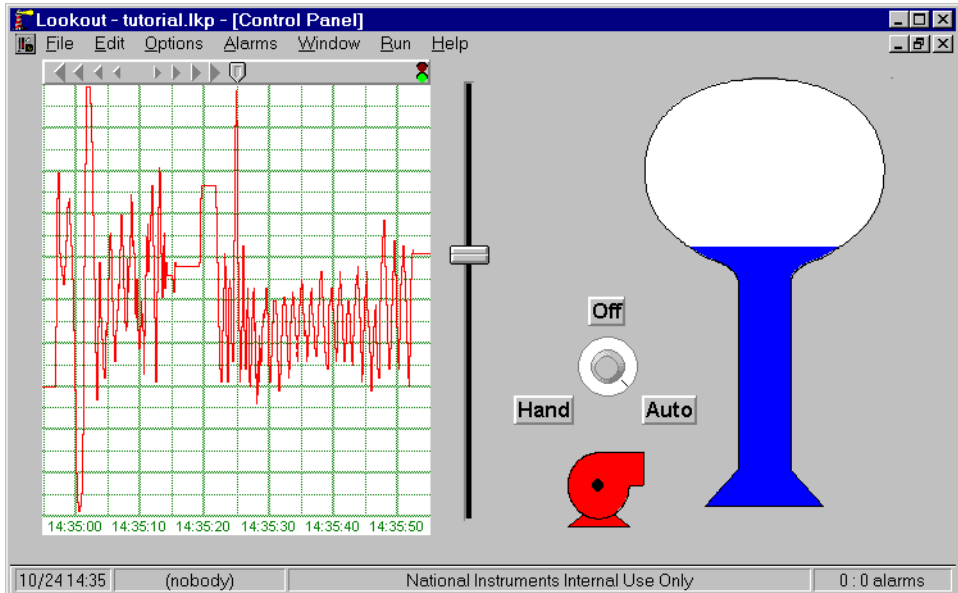 Lookout - tutorial.lkp - [Control Panel]
File Edit Options Alarms Window Run Help
Off
Hand Auto
14:35:00 14:35:10 14:35:20 14:35:30 14:35:40 14:35:50
10/24 14:35 (nobody) National Instruments Internal Use Only 0 : 0 alarms